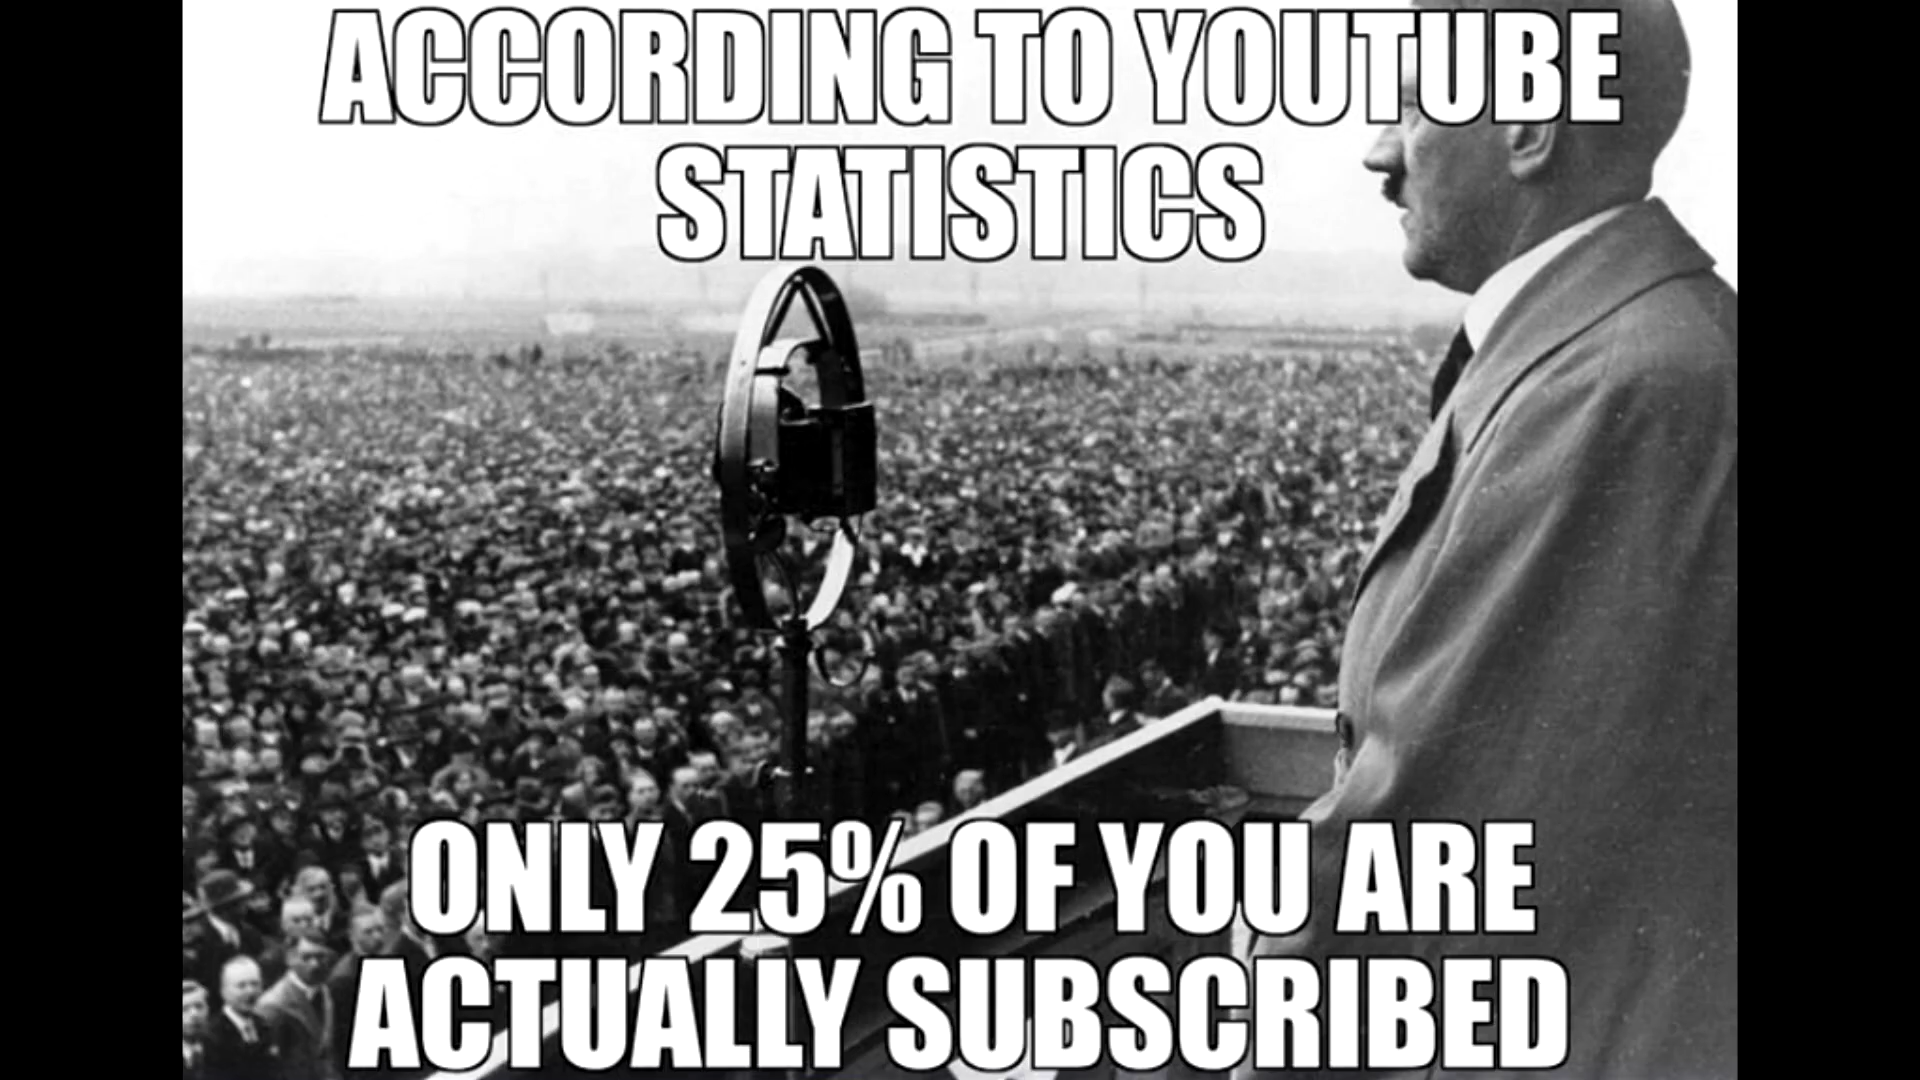 ACCORDING TO YOUTUBE
STATISTICS
ONLY 25% OF YOU ARE
ACTUALLY SUBSCRIBED